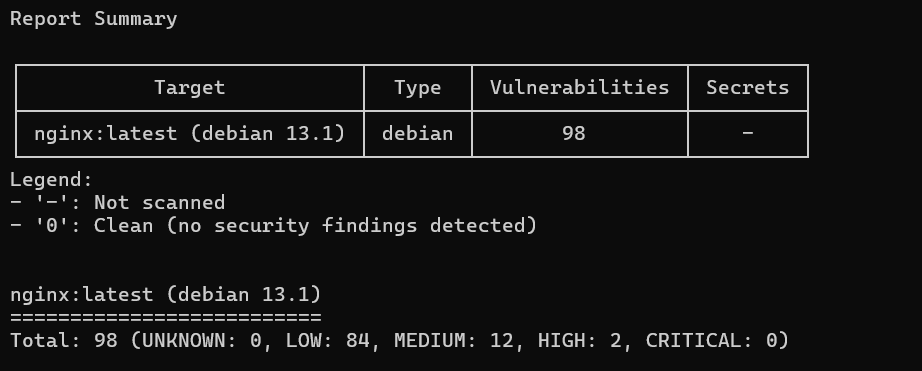 Report Summary
Target Type Vulnerabilities Secrets
nginx:latest (debian 13.1) debian 98 -
Legend:
- '-': Not scanned
- '0': Clean (no security findings detected)
nginx:latest (debian 13.1)
==========================
Total: 98 (UNKNOWN: 0, LOW: 84, MEDIUM: 12, HIGH: 2, CRITICAL: 0)